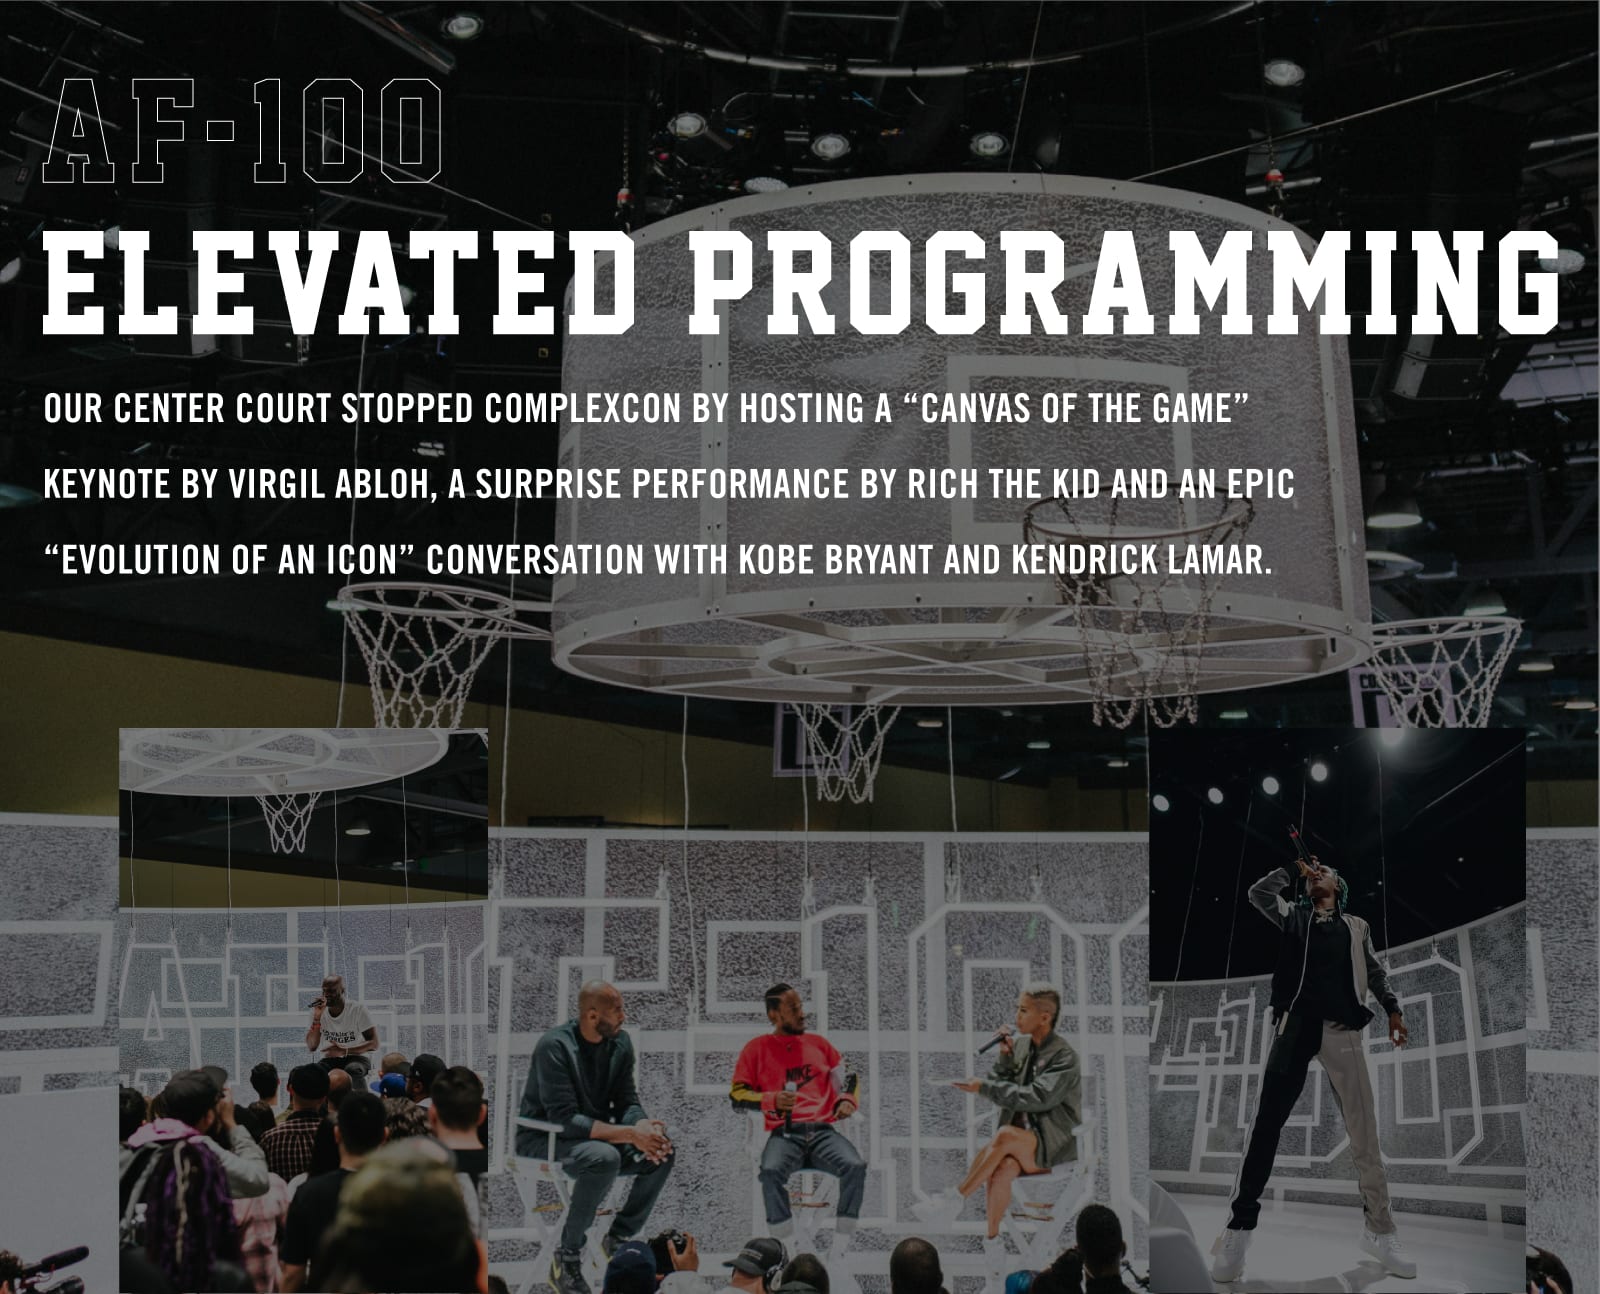 AF-100
ELEVATED PROGRAMMING
OUR CENTER COURT STOPPED COMPLEXCON BY HOSTING A “CANVAS OF THE GAME”
KEYNOTE BY VIRGIL ABLOH, A SURPRISE PERFORMANCE BY RICH THE KID AND AN EPIC
“EVOLUTION OF AN ICON” CONVERSATION WITH KOBE BRYANT AND KENDRICK LAMAR.
NIKE